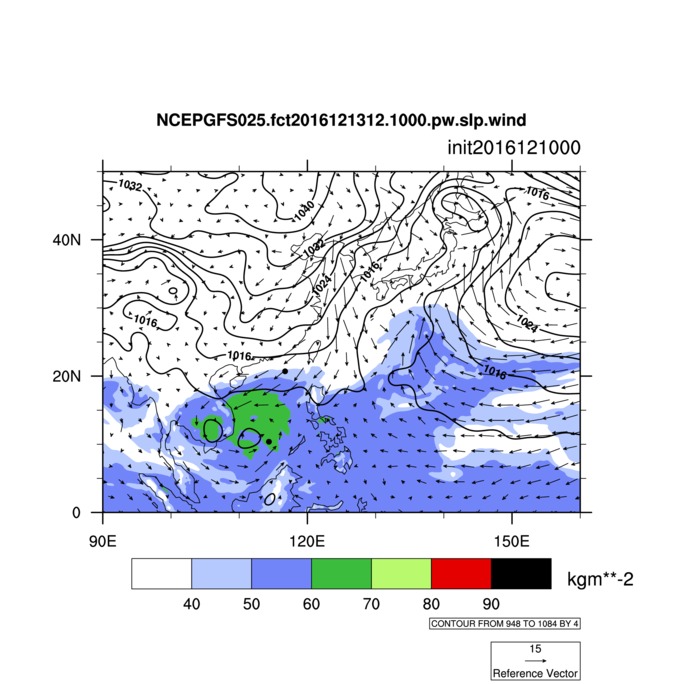 NCEPGFS025.fct2016121312.1000.pw.slp.wind
init2016121000
1032
1040
1016
1032
40N
1024
1016
1016
1024
1016
1016
20N
0
90E 120E 150E
kgm**-2
40 50 60 70 80 90
CONTOUR FROM 948 TO 1084 BY 4
15
Reference Vector